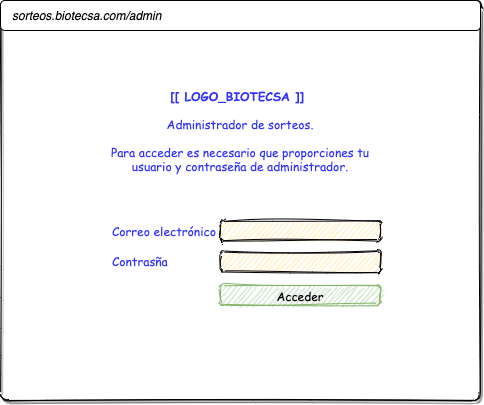 sorteos.biotecsa.com/admin
[[ LOGO_BIOTECSA ]]
Administrador de sorteos.
Para acceder es necesario que proporciones tu
usuario y contraseña de administrador.
Correo electrónico
Contrasña
Acceder